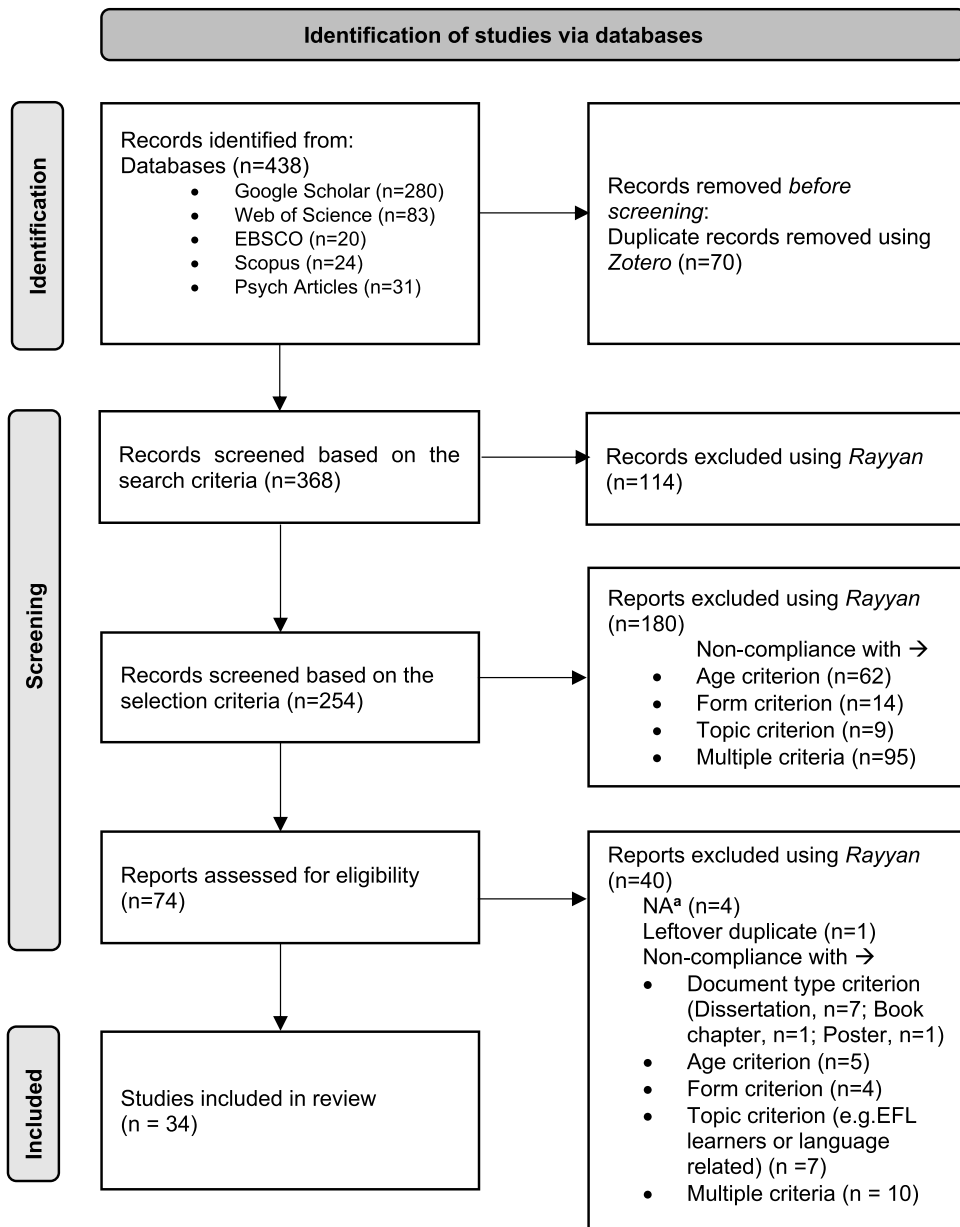 Identification of studies via databases
Identification
Records identified from:
Databases (n=438)
• Google Scholar (n=280)
• Web of Science (n=83)
• EBSCO (n=20)
• Scopus (n=24)
• Psych Articles (n=31)
Records removed before
screening:
Duplicate records removed using
Zotero (n=70)
Screening
Records screened based on the
search criteria (n=368)
Records excluded using Rayyan
(n=114)
Records screened based on the
selection criteria (n=254)
Reports excluded using Rayyan
(n=180)
Non-compliance with →
• Age criterion (n=62)
• Form criterion (n=14)
• Topic criterion (n=9)
• Multiple criteria (n=95)
Reports assessed for eligibility
(n=74)
Reports excluded using Rayyan
(n=40)
NAª (n=4)
Leftover duplicate (n=1)
Non-compliance with →
• Document type criterion
(Dissertation, n=7; Book
chapter, n=1; Poster, n=1)
• Age criterion (n=5)
• Form criterion (n=4)
• Topic criterion (e.g.EFL
learners or language
related) (n =7)
• Multiple criteria (n = 10)
Included
Studies included in review
(n = 34)